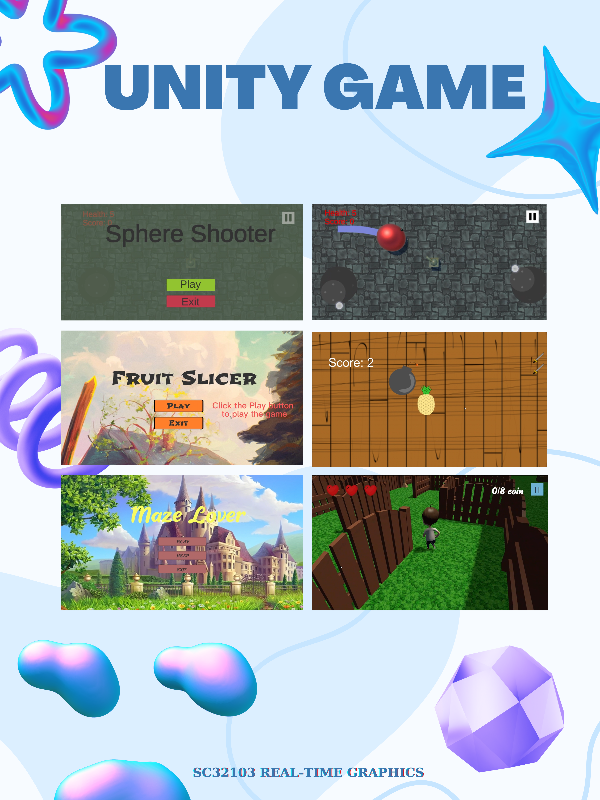 UNITY GAME
Sphere Shooter
Play
Exit
FRUIT SLICER
PLAY
EXIT
Click the Play button
to play the game
Score: 2
Maze Lover
0/8 coin
SC32103 REAL-TIME GRAPHICS